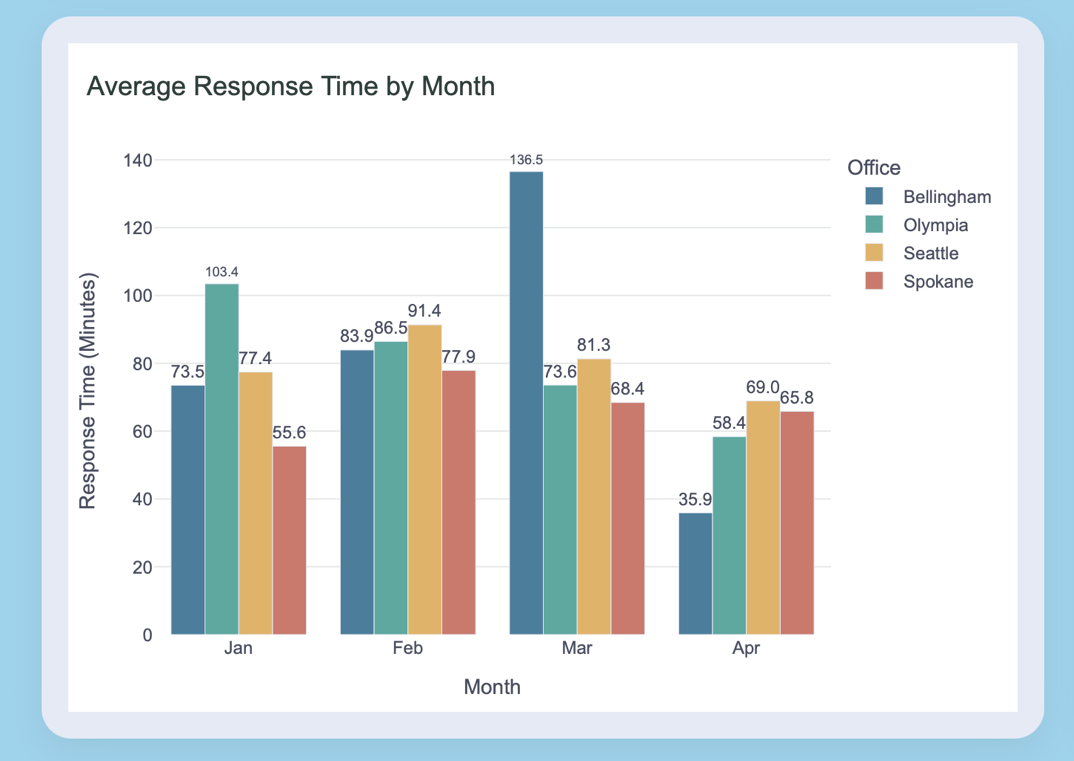 Average Response Time by Month
Response Time (Minutes)
140
120
100
80
60
40
20
0
73.5
103.4
77.4
55.6
83.9
86.5
91.4
77.9
136.5
73.6
81.3
68.4
35.9
58.4
69.0
65.8
Jan
Feb
Mar
Apr
Month
Office
Bellingham
Olympia
Seattle
Spokane